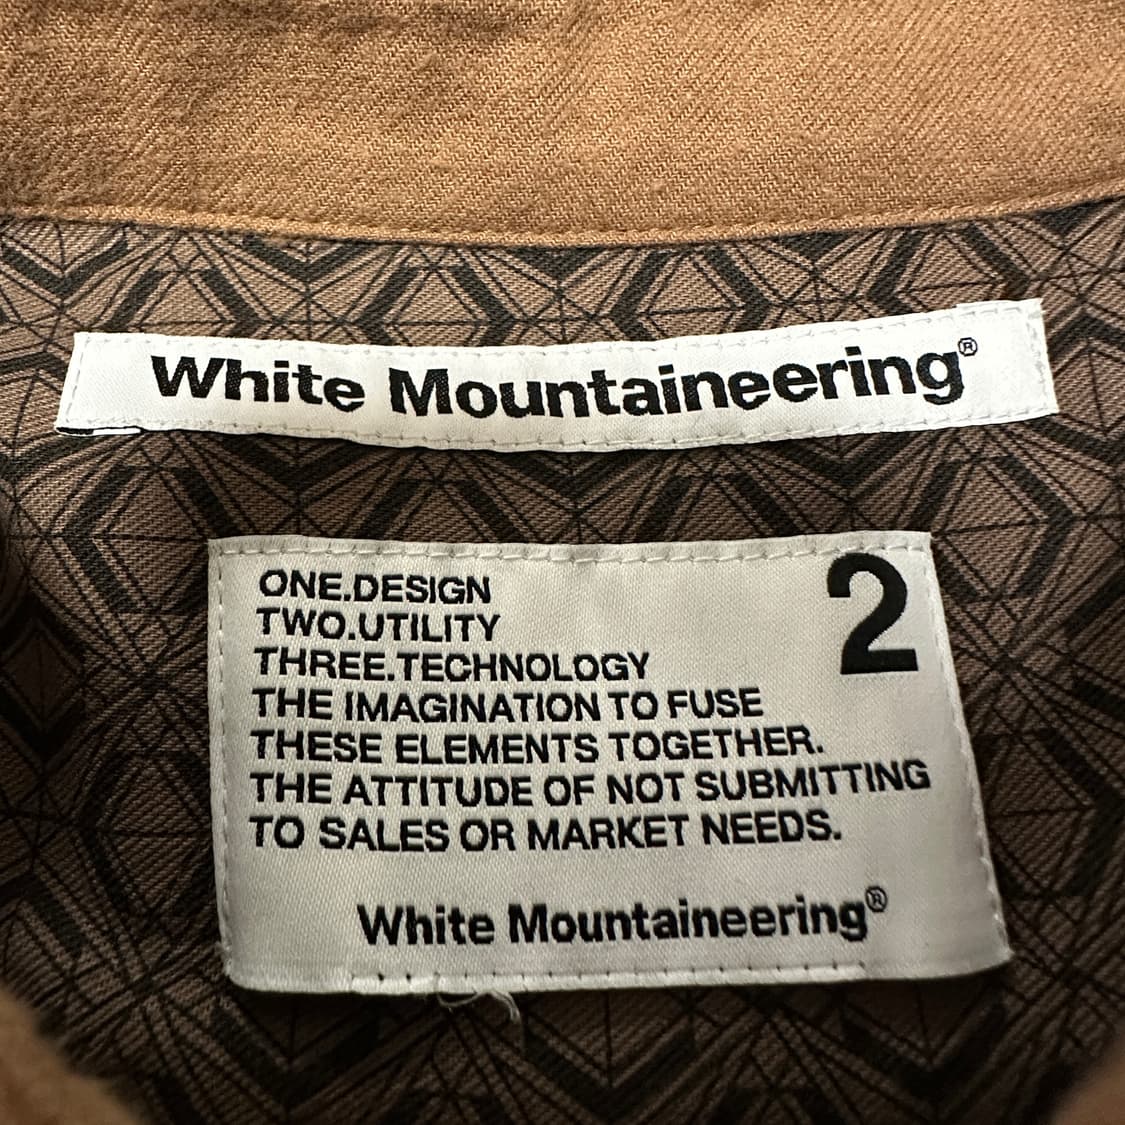 White Mountaineering®
2
ONE.DESIGN
TWO.UTILITY
THREE.TECHNOLOGY
THE IMAGINATION TO FUSE
THESE ELEMENTS TOGETHER.
THE ATTITUDE OF NOT SUBMITTING
TO SALES OR MARKET NEEDS.
White Mountaineering®